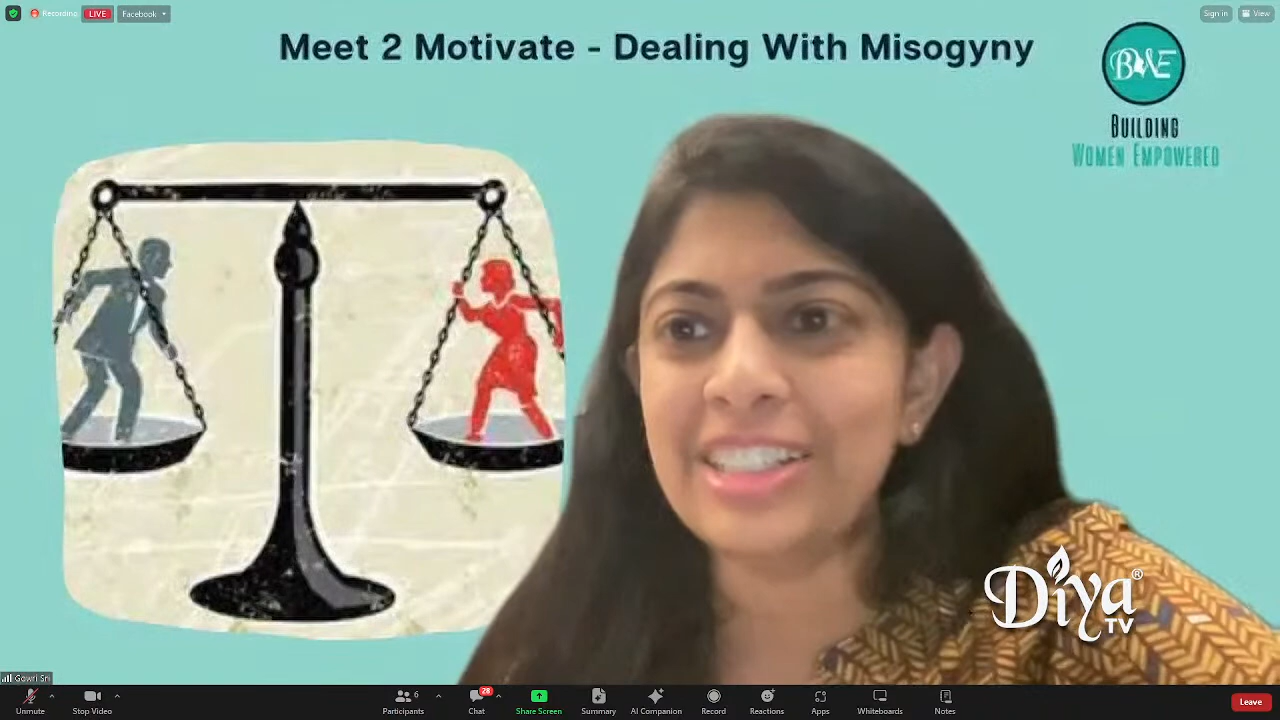 Recording
LIVE
Facebook
Sign in
View
Meet 2 Motivate - Dealing With Misogyny
BWE
BUILDING
WOMEN EMPOWERED
Diya®
TV
Gowri Sri
Unmute
Stop Video
6
Participants
28
Chat
Share Screen
Summary
AI Companion
Record
Reactions
Apps
Whiteboards
Notes
Leave